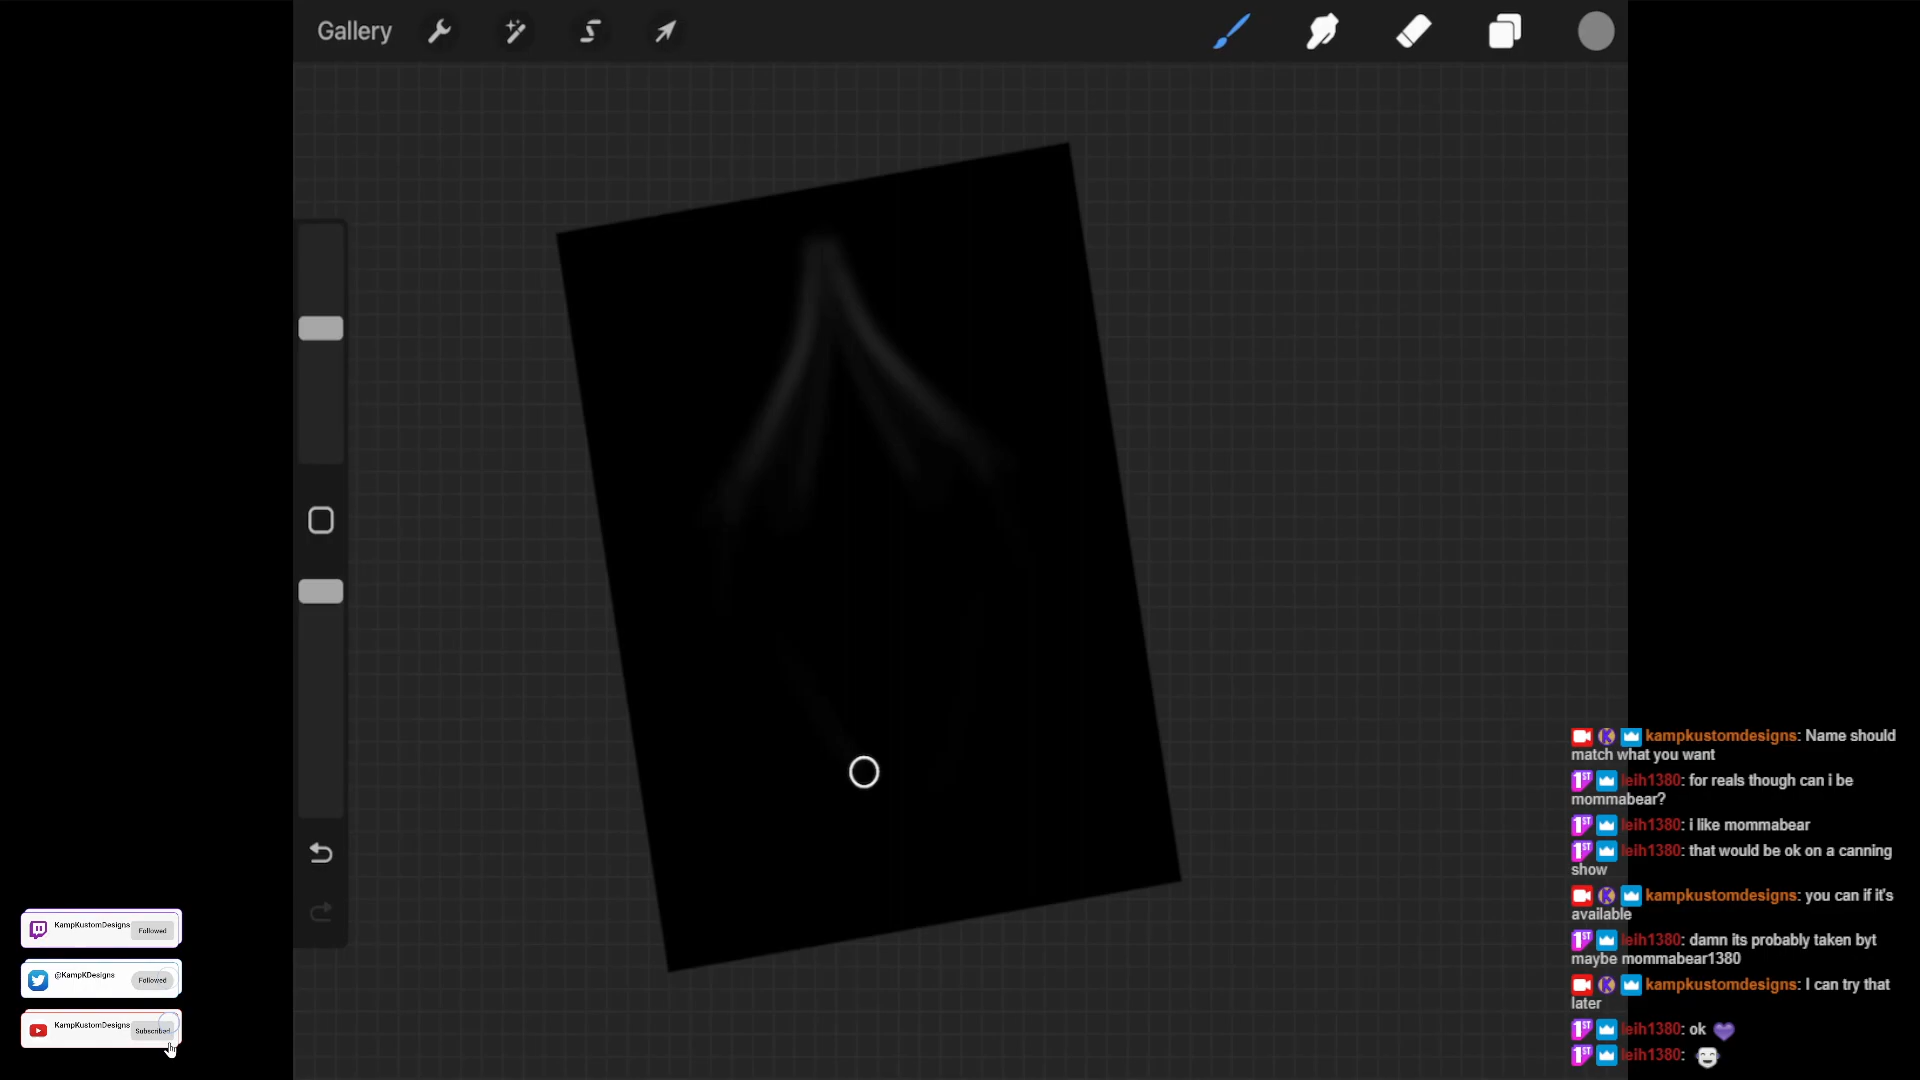 Gallery
kampkustomdesigns: Name should
match what you want
leih1380: for reals though can i be
mommabear?
leih1380: i like mommabear
leih1380: that would be ok on a canning
show
kampkustomdesigns: you can if it's
available
leih1380: damn its probably taken byt
maybe mommabear1380
kampkustomdesigns: I can try that
later
leih1380: ok
leih1380:
KampKustomDesigns Followed
@KampKDesigns Followed
KampKustomDesigns Subscribed